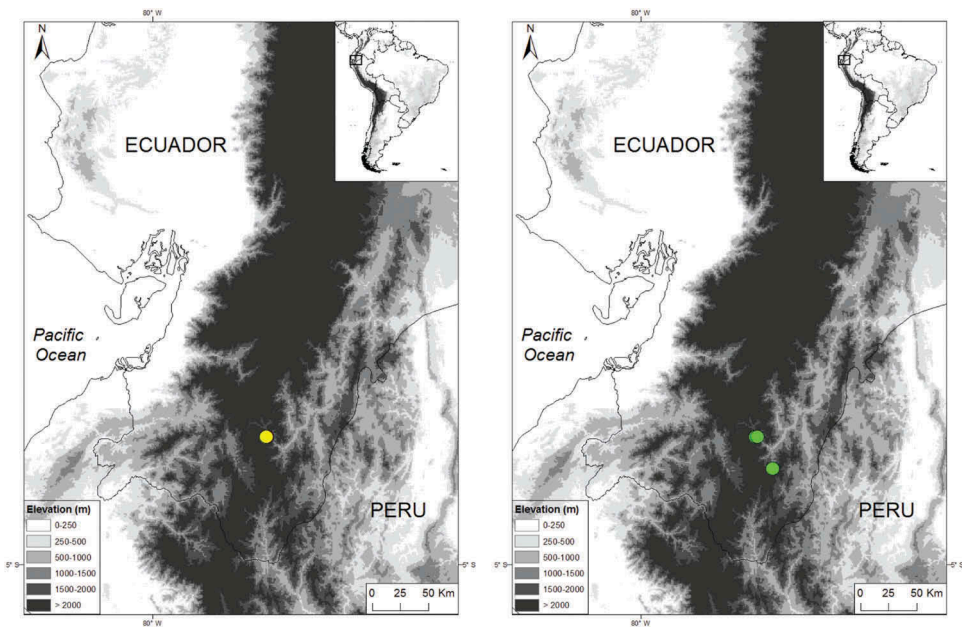 80° W
N
ECUADOR
Pacific
Ocean
PERU
Elevation (m)
0-250
250-500
500-1000
1000-1500
1500-2000
> 2000
5° S
0 25 50 Km
80° W
80° W
N
ECUADOR
Pacific
Ocean
PERU
Elevation (m)
0-250
250-500
500-1000
1000-1500
1500-2000
> 2000
5° S
0 25 50 Km
80° W